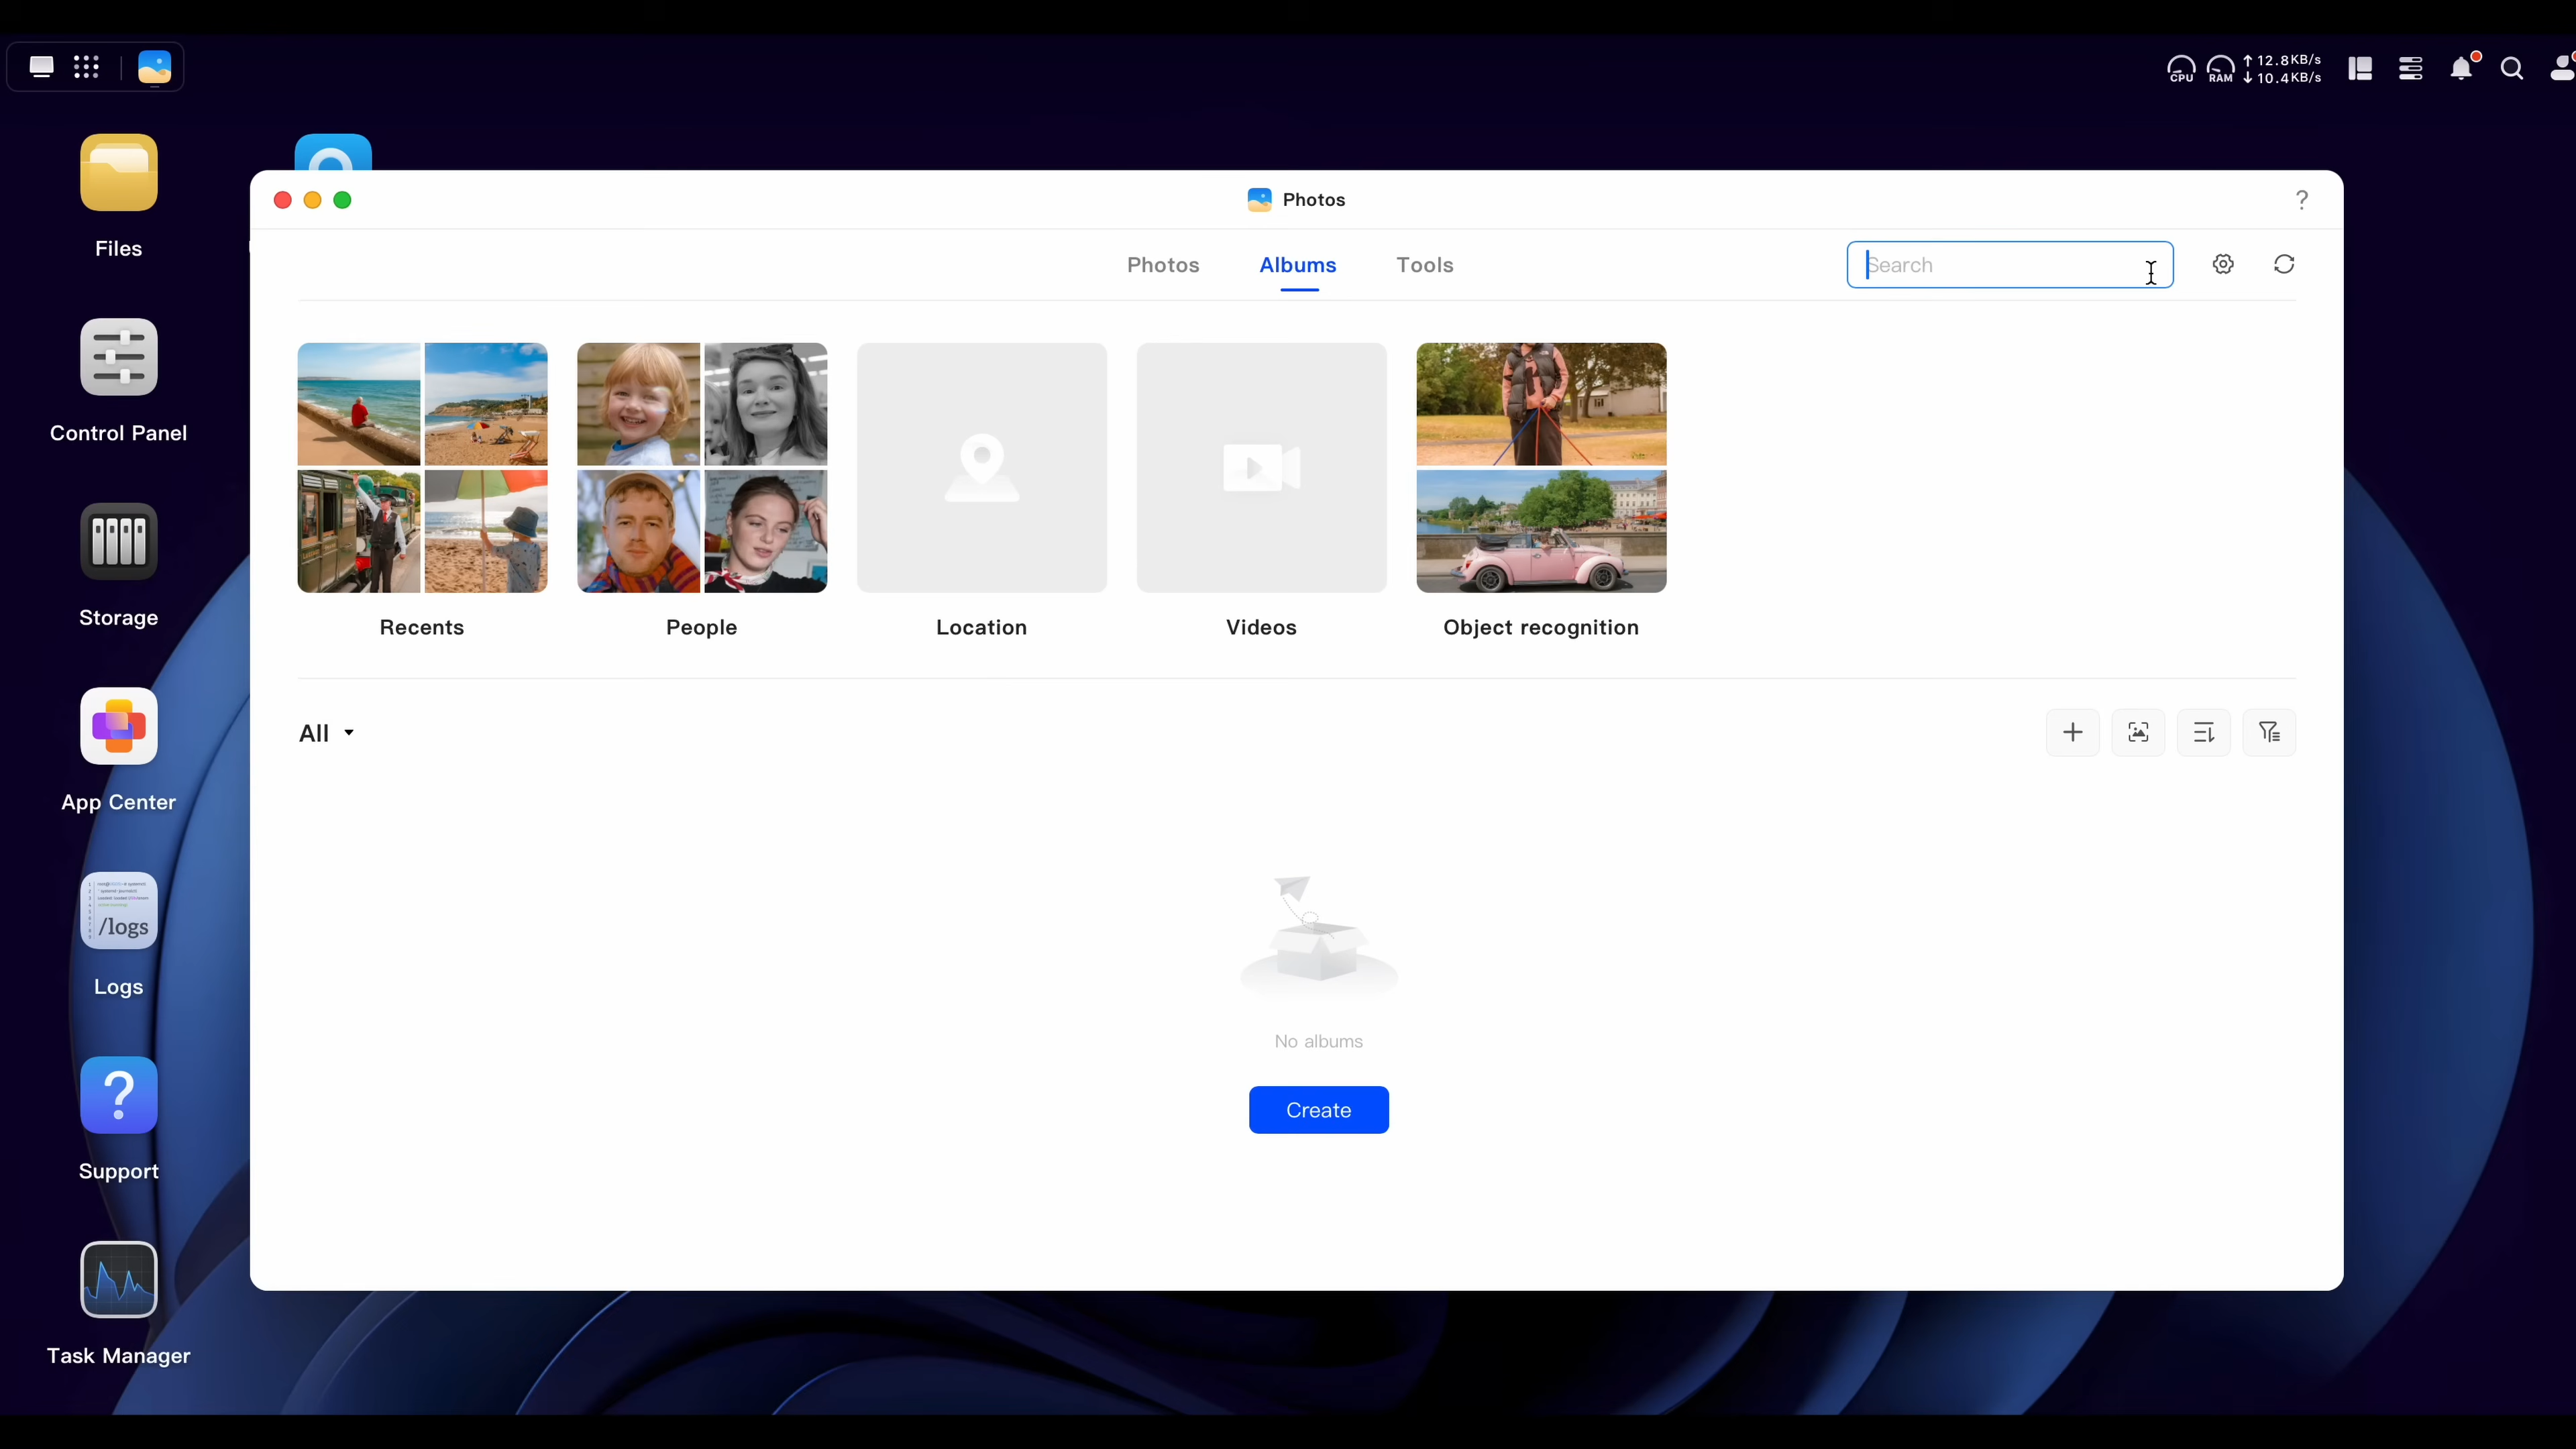 CPU RAM 12.8KB/s
10.4KB/s
Files
Control Panel
Storage
App Center
/logs
Logs
Support
Task Manager
Photos
?
Photos Albums Tools
Search
Recents People Location Videos Object recognition
All
No albums
Create